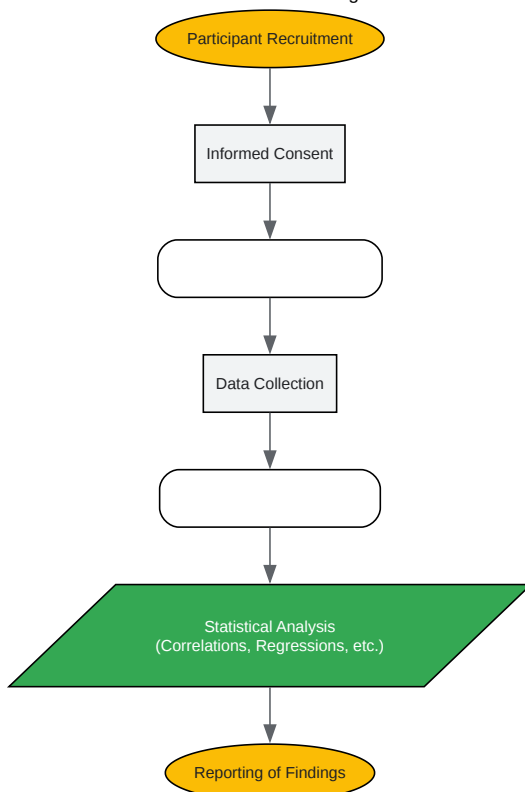 Participant Recruitment
Informed Consent
Data Collection
Statistical Analysis
(Correlations, Regressions, etc.)
Reporting of Findings